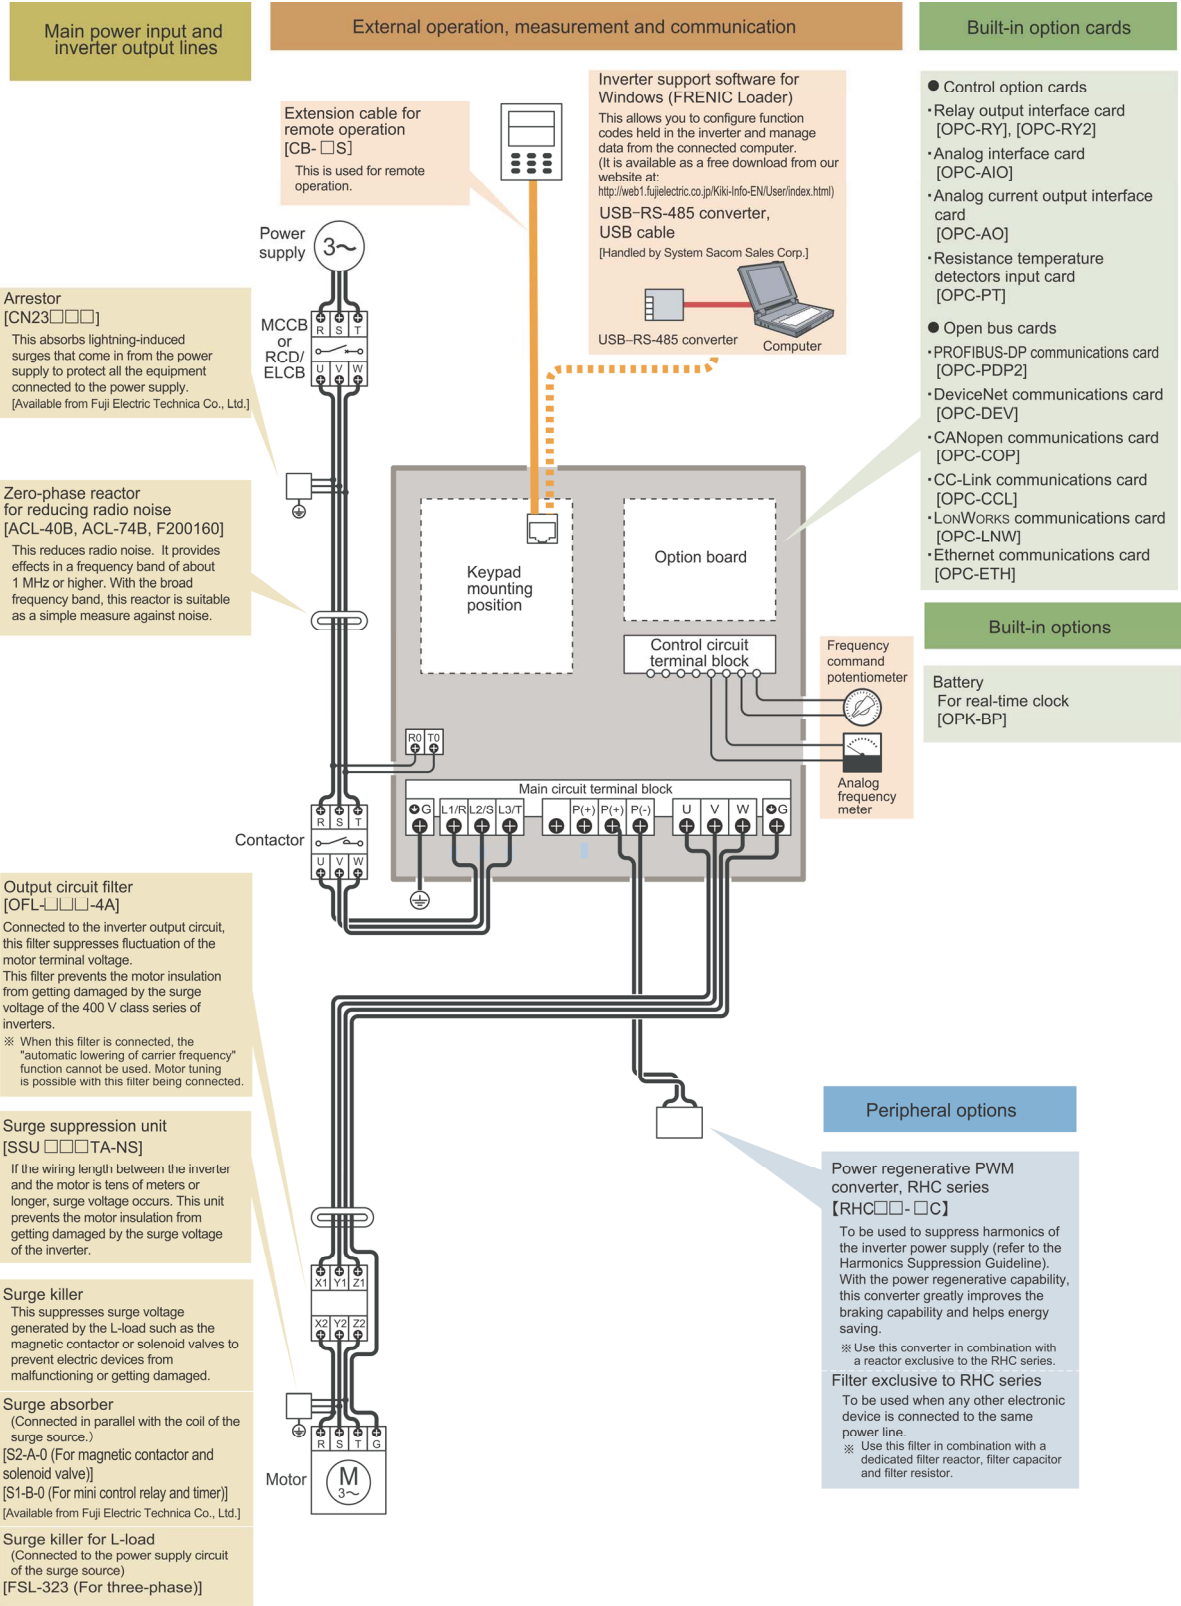 Main power input and
inverter output lines
External operation, measurement and communication
Built-in option cards
Extension cable for
remote operation
[CB- □S]
This is used for remote
operation.
Inverter support software for
Windows (FRENIC Loader)
This allows you to configure function
codes held in the inverter and manage
data from the connected computer.
(It is available as a free download from our
website at:
http://web1.fujielectric.co.jp/Kiki-Info-EN/User/index.html)
USB–RS-485 converter,
USB cable
[Handled by System Sacom Sales Corp.]
USB–RS-485 converter
Computer
● Control option cards
・Relay output interface card
[OPC-RY], [OPC-RY2]
・Analog interface card
[OPC-AIO]
・Analog current output interface
card
[OPC-AO]
・Resistance temperature
detectors input card
[OPC-PT]
● Open bus cards
・PROFIBUS-DP communications card
[OPC-PDP2]
・DeviceNet communications card
[OPC-DEV]
・CANopen communications card
[OPC-COP]
・CC-Link communications card
[OPC-CCL]
・LONWORKS communications card
[OPC-LNW]
・Ethernet communications card
[OPC-ETH]
Built-in options
Battery
For real-time clock
[OPK-BP]
Power
supply
3~
MCCB
or
RCD/
ELCB
R S T
U V W
Arrestor
[CN23□□□]
This absorbs lightning-induced
surges that come in from the power
supply to protect all the equipment
connected to the power supply.
[Available from Fuji Electric Technica Co., Ltd.]
Zero-phase reactor
for reducing radio noise
[ACL-40B, ACL-74B, F200160]
This reduces radio noise. It provides
effects in a frequency band of about
1 MHz or higher. With the broad
frequency band, this reactor is suitable
as a simple measure against noise.
Keypad
mounting
position
Option board
Control circuit
terminal block
Frequency
command
potentiometer
Analog
frequency
meter
R0 T0
Main circuit terminal block
G L1/R L2/S L3/T P(+) P(+) P(-) U V W G
Contactor
R S T
U V W
Output circuit filter
[OFL-□□□-4A]
Connected to the inverter output circuit,
this filter suppresses fluctuation of the
motor terminal voltage.
This filter prevents the motor insulation
from getting damaged by the surge
voltage of the 400 V class series of
inverters.
※ When this filter is connected, the
"automatic lowering of carrier frequency"
function cannot be used. Motor tuning
is possible with this filter being connected.
Surge suppression unit
[SSU □□□TA-NS]
If the wiring length between the inverter
and the motor is tens of meters or
longer, surge voltage occurs. This unit
prevents the motor insulation from
getting damaged by the surge voltage
of the inverter.
Surge killer
This suppresses surge voltage
generated by the L-load such as the
magnetic contactor or solenoid valves to
prevent electric devices from
malfunctioning or getting damaged.
Surge absorber
(Connected in parallel with the coil of the
surge source.)
[S2-A-0 (For magnetic contactor and
solenoid valve)]
[S1-B-0 (For mini control relay and timer)]
[Available from Fuji Electric Technica Co., Ltd.]
Surge killer for L-load
(Connected to the power supply circuit
of the surge source)
[FSL-323 (For three-phase)]
X1 Y1 Z1
X2 Y2 Z2
R S T G
Motor
M
3~
Peripheral options
Power regenerative PWM
converter, RHC series
【RHC□□- □C】
To be used to suppress harmonics of
the inverter power supply (refer to the
Harmonics Suppression Guideline).
With the power regenerative capability,
this converter greatly improves the
braking capability and helps energy
saving.
※ Use this converter in combination with
a reactor exclusive to the RHC series.
Filter exclusive to RHC series
To be used when any other electronic
device is connected to the same
power line.
※ Use this filter in combination with a
dedicated filter reactor, filter capacitor
and filter resistor.